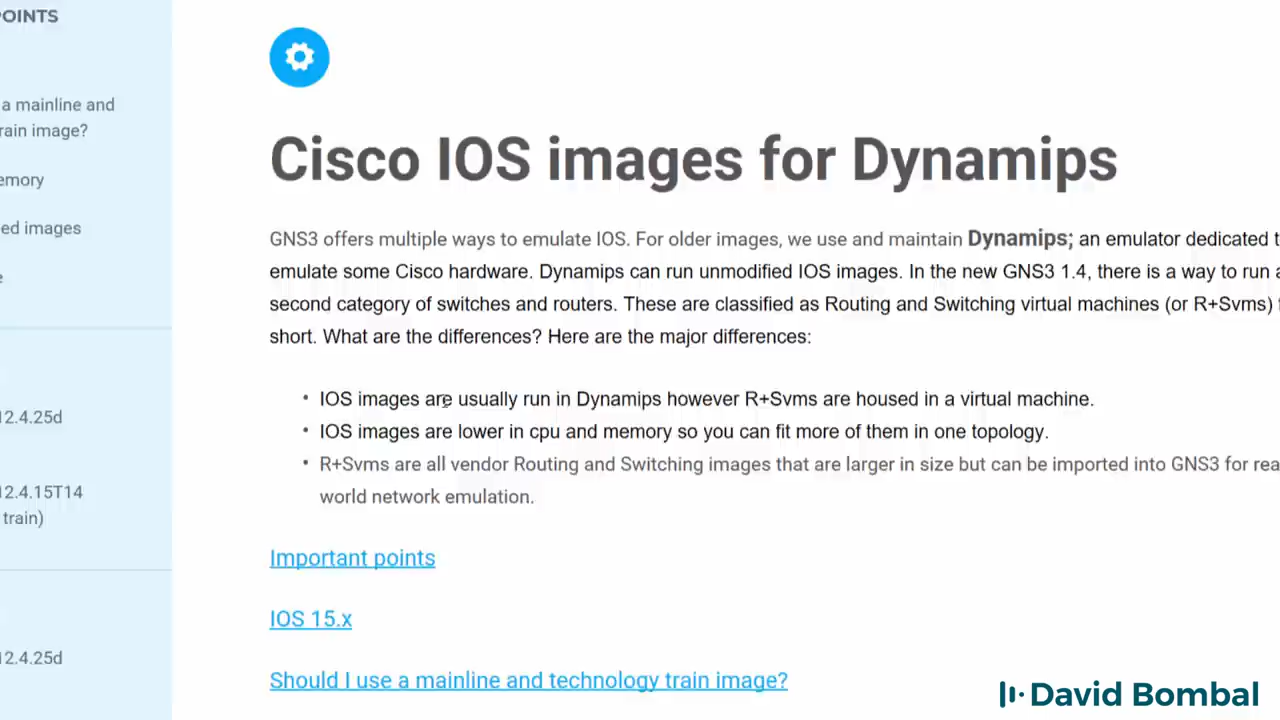 POINTS
a mainline and
train image?
emory
ed images
e
12.4.25d
12.4.15T14
train)
12.4.25d
Cisco IOS images for Dynamips
GNS3 offers multiple ways to emulate IOS. For older images, we use and maintain Dynamips; an emulator dedicated t
emulate some Cisco hardware. Dynamips can run unmodified IOS images. In the new GNS3 1.4, there is a way to run a
second category of switches and routers. These are classified as Routing and Switching virtual machines (or R+Svms) f
short. What are the differences? Here are the major differences:
• IOS images are usually run in Dynamips however R+Svms are housed in a virtual machine.
• IOS images are lower in cpu and memory so you can fit more of them in one topology.
• R+Svms are all vendor Routing and Switching images that are larger in size but can be imported into GNS3 for rea
world network emulation.
Important points
IOS 15.x
Should I use a mainline and technology train image?
David Bombal